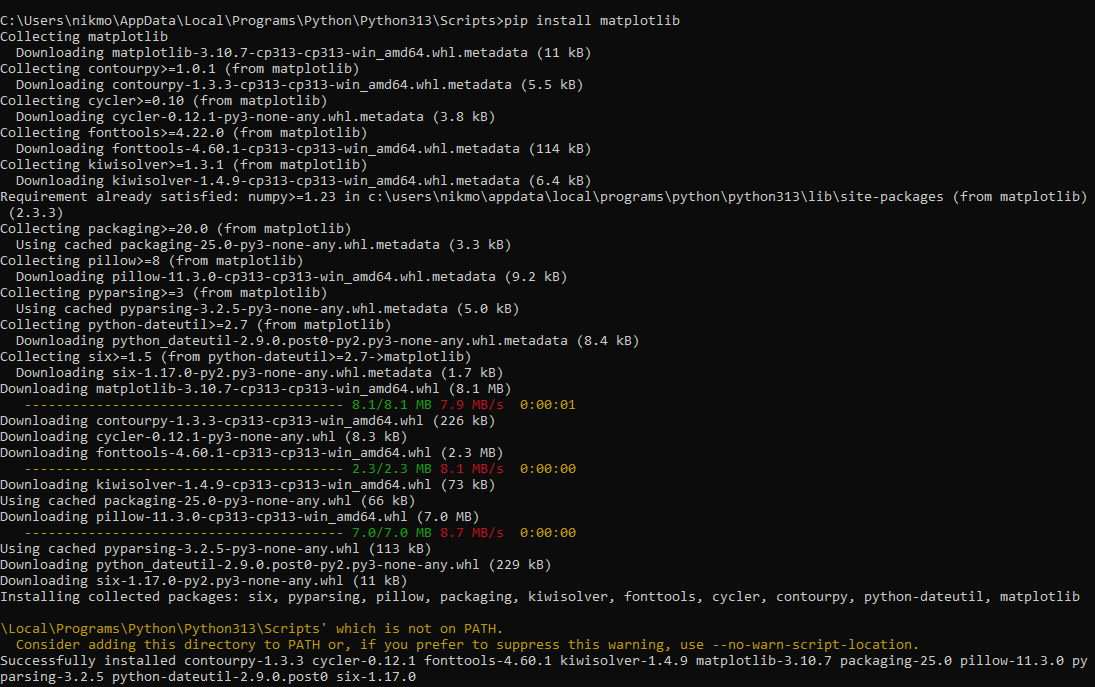 C:\Users\nikmo\AppData\Local\Programs\Python\Python313\Scripts>pip install matplotlib
Collecting matplotlib
  Downloading matplotlib-3.10.7-cp313-cp313-win_amd64.whl.metadata (11 kB)
Collecting contourpy>=1.0.1 (from matplotlib)
  Downloading contourpy-1.3.3-cp313-cp313-win_amd64.whl.metadata (5.5 kB)
Collecting cycler>=0.10 (from matplotlib)
  Downloading cycler-0.12.1-py3-none-any.whl.metadata (3.8 kB)
Collecting fonttools>=4.22.0 (from matplotlib)
  Downloading fonttools-4.60.1-cp313-cp313-win_amd64.whl.metadata (114 kB)
Collecting kiwisolver>=1.3.1 (from matplotlib)
  Downloading kiwisolver-1.4.9-cp313-cp313-win_amd64.whl.metadata (6.4 kB)
Requirement already satisfied: numpy>=1.23 in c:\users\nikmo\appdata\local\programs\python\python313\lib\site-packages (from matplotlib)
 (2.3.3)
Collecting packaging>=20.0 (from matplotlib)
  Using cached packaging-25.0-py3-none-any.whl.metadata (3.3 kB)
Collecting pillow>=8 (from matplotlib)
  Downloading pillow-11.3.0-cp313-cp313-win_amd64.whl.metadata (9.2 kB)
Collecting pyparsing>=3 (from matplotlib)
  Using cached pyparsing-3.2.5-py3-none-any.whl.metadata (5.0 kB)
Collecting python-dateutil>=2.7 (from matplotlib)
  Downloading python_dateutil-2.9.0.post0-py2.py3-none-any.whl.metadata (8.4 kB)
Collecting six>=1.5 (from python-dateutil>=2.7->matplotlib)
  Downloading six-1.17.0-py2.py3-none-any.whl.metadata (1.7 kB)
Downloading matplotlib-3.10.7-cp313-cp313-win_amd64.whl (8.1 MB)
   ---------------------------------------- 8.1/8.1 MB 7.9 MB/s  0:00:01
Downloading contourpy-1.3.3-cp313-cp313-win_amd64.whl (226 kB)
Downloading cycler-0.12.1-py3-none-any.whl (8.3 kB)
Downloading fonttools-4.60.1-cp313-cp313-win_amd64.whl (2.3 MB)
   ---------------------------------------- 2.3/2.3 MB 8.1 MB/s  0:00:00
Downloading kiwisolver-1.4.9-cp313-cp313-win_amd64.whl (73 kB)
Using cached packaging-25.0-py3-none-any.whl (66 kB)
Downloading pillow-11.3.0-cp313-cp313-win_amd64.whl (7.0 MB)
   ---------------------------------------- 7.0/7.0 MB 8.7 MB/s  0:00:00
Using cached pyparsing-3.2.5-py3-none-any.whl (113 kB)
Downloading python_dateutil-2.9.0.post0-py2.py3-none-any.whl (229 kB)
Downloading six-1.17.0-py2.py3-none-any.whl (11 kB)
Installing collected packages: six, pyparsing, pillow, packaging, kiwisolver, fonttools, cycler, contourpy, python-dateutil, matplotlib
\Local\Programs\Python\Python313\Scripts' which is not on PATH.
  Consider adding this directory to PATH or, if you prefer to suppress this warning, use --no-warn-script-location.
Successfully installed contourpy-1.3.3 cycler-0.12.1 fonttools-4.60.1 kiwisolver-1.4.9 matplotlib-3.10.7 packaging-25.0 pillow-11.3.0 py
parsing-3.2.5 python-dateutil-2.9.0.post0 six-1.17.0